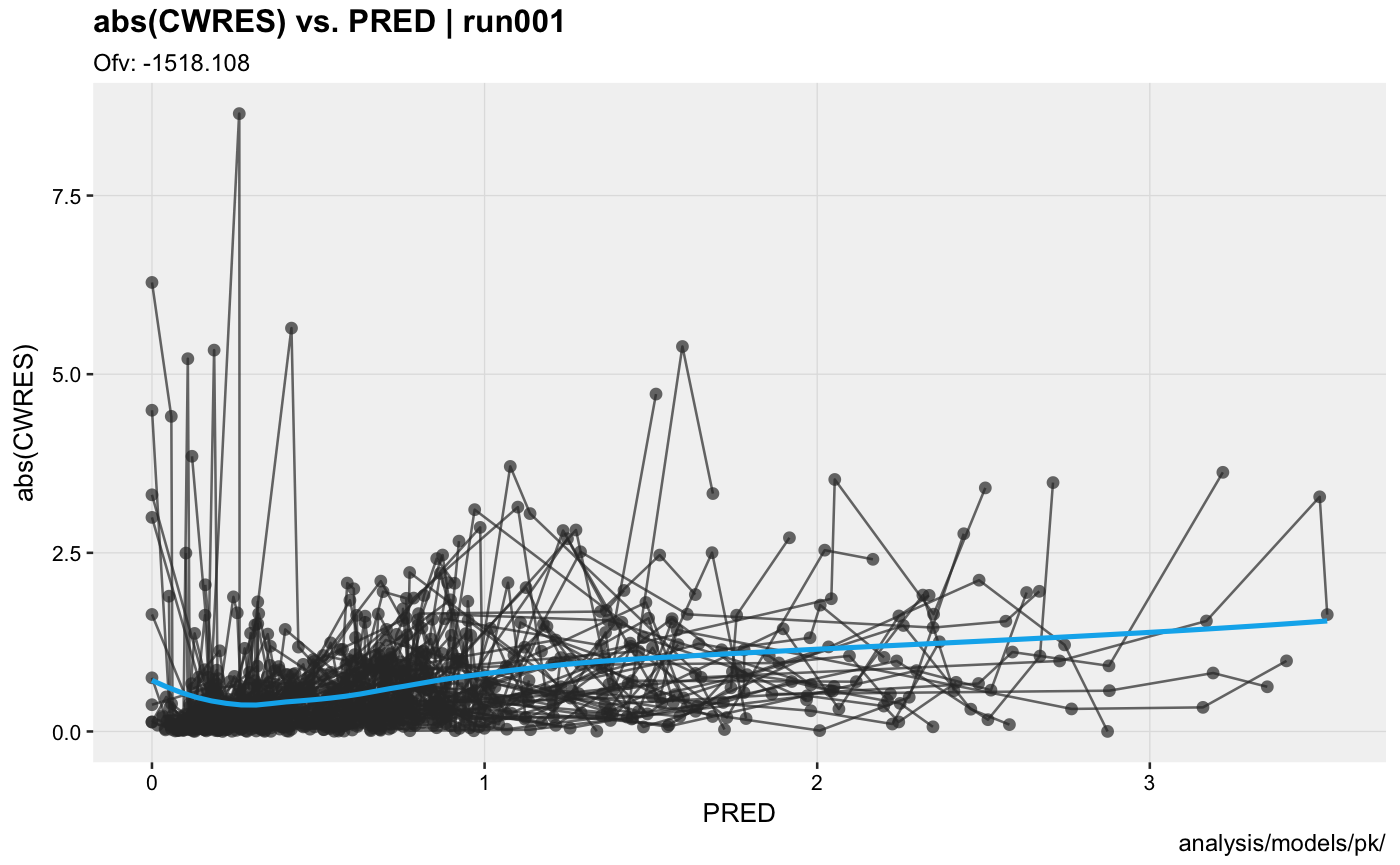 abs(CWRES) vs. PRED | run001
Ofv: -1518.108
abs(CWRES)
7.5
5.0
2.5
0.0
0
1
2
3
PRED
analysis/models/pk/